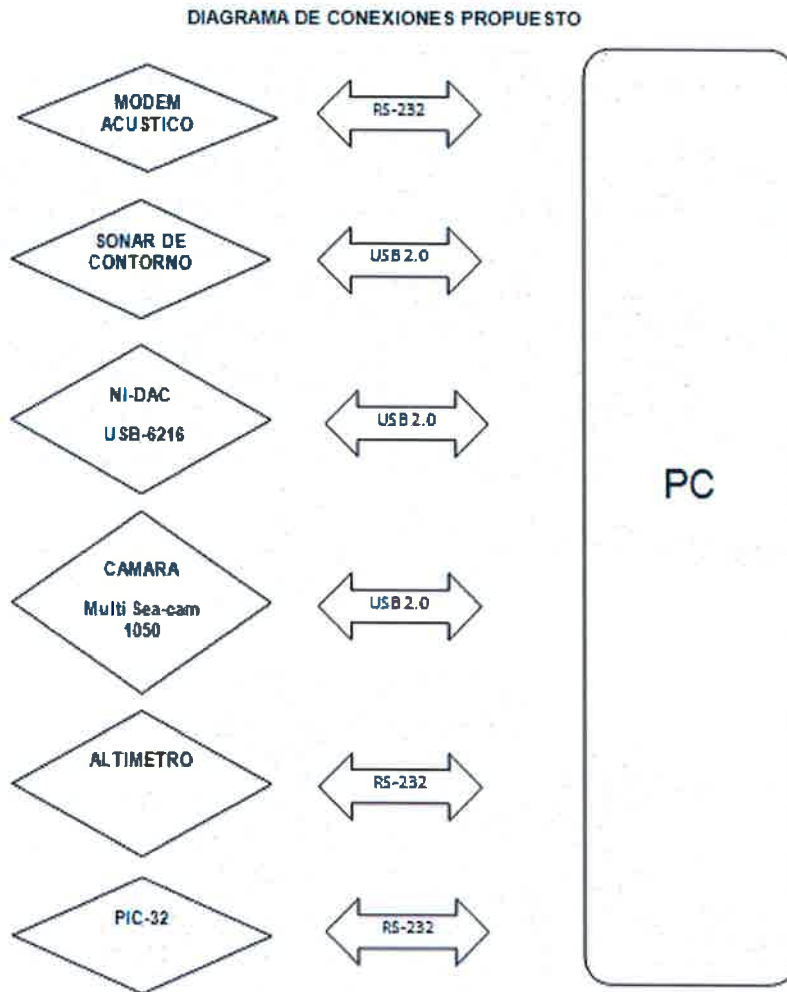 DIAGRAMA DE CONEXIONES PROPUESTO
MODEM
ACUSTICO
RS-232
SONAR DE
CONTORNO
USB 2.0
NI-DAC
USB-6216
USB 2.0
PC
CAMARA
Multi Sea-cam
1050
USB 2.0
ALTIMETRO
RS-232
PIC-32
RS-232